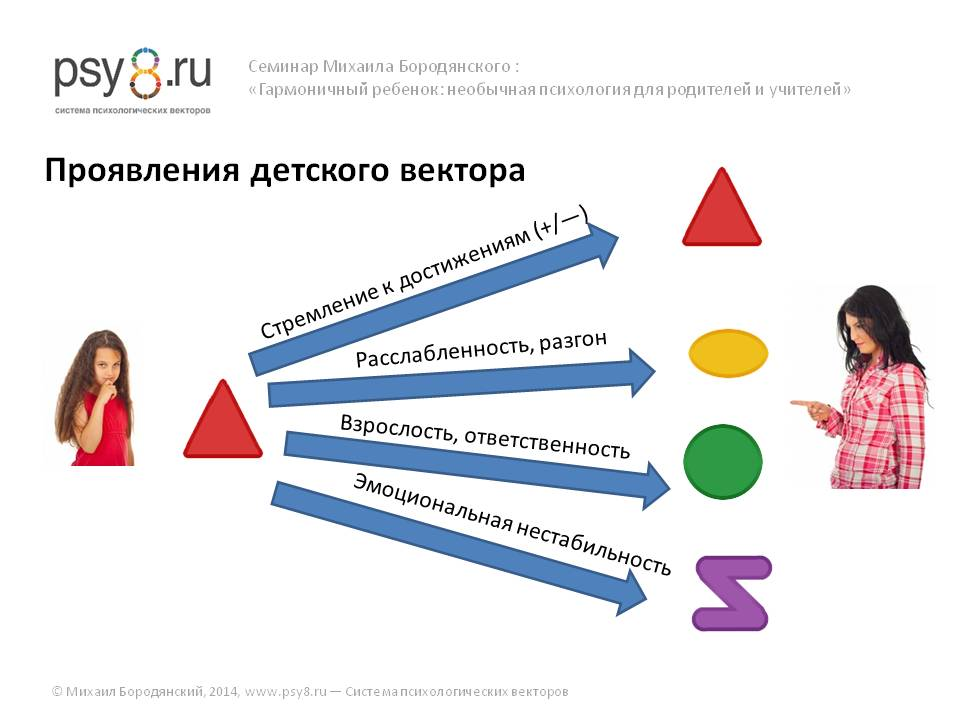 psy8.ru
система психологических векторов
Семинар Михаила Бородянского :
«Гармоничный ребенок: необычная психология для родителей и учителей»
Проявления детского вектора
Стремление к достижениям (+/—)
Расслабленность, разгон
Взрослость, ответственность
Эмоциональная нестабильность
© Михаил Бородянский, 2014, www.psy8.ru — Система психологических векторов